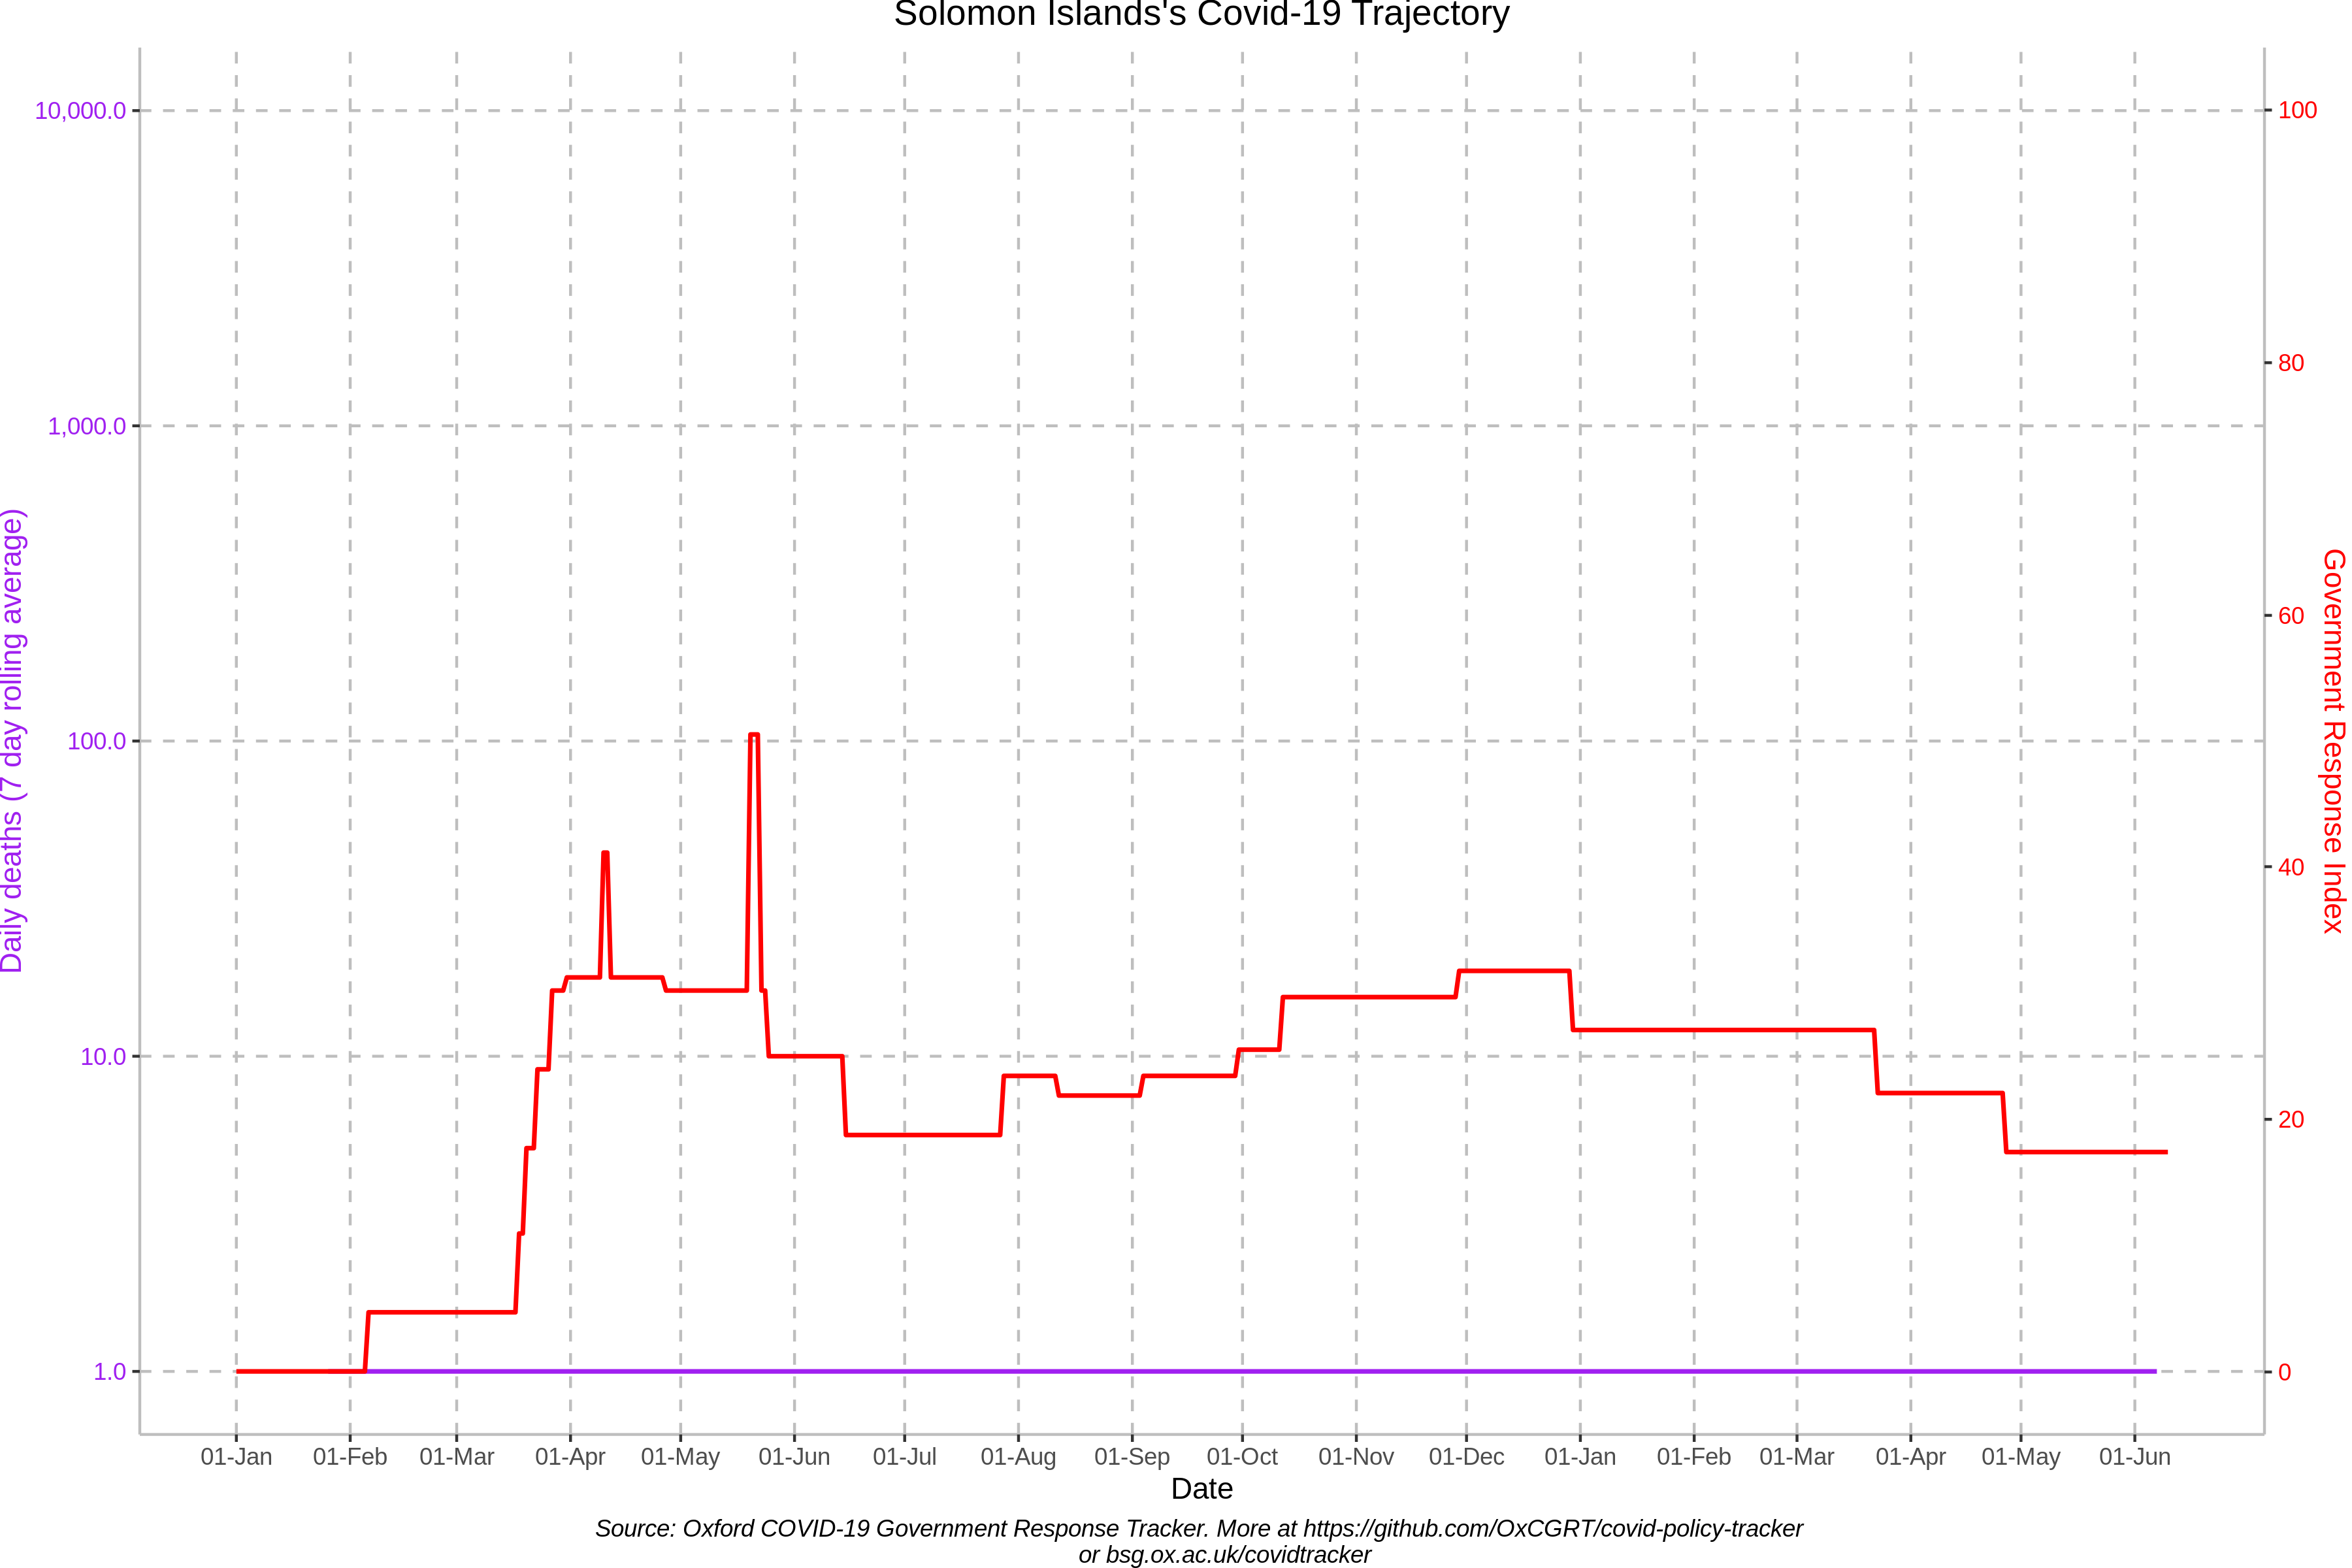 Solomon Islands's Covid-19 Trajectory
10,000.0
1,000.0
100.0
10.0
1.0
Daily deaths (7 day rolling average)
100
80
60
40
20
0
Government Response Index
01-Jan 01-Feb 01-Mar 01-Apr 01-May 01-Jun 01-Jul 01-Aug 01-Sep 01-Oct 01-Nov 01-Dec 01-Jan 01-Feb 01-Mar 01-Apr 01-May 01-Jun
Date
Source: Oxford COVID-19 Government Response Tracker. More at https://github.com/OxCGRT/covid-policy-tracker
or bsg.ox.ac.uk/covidtracker